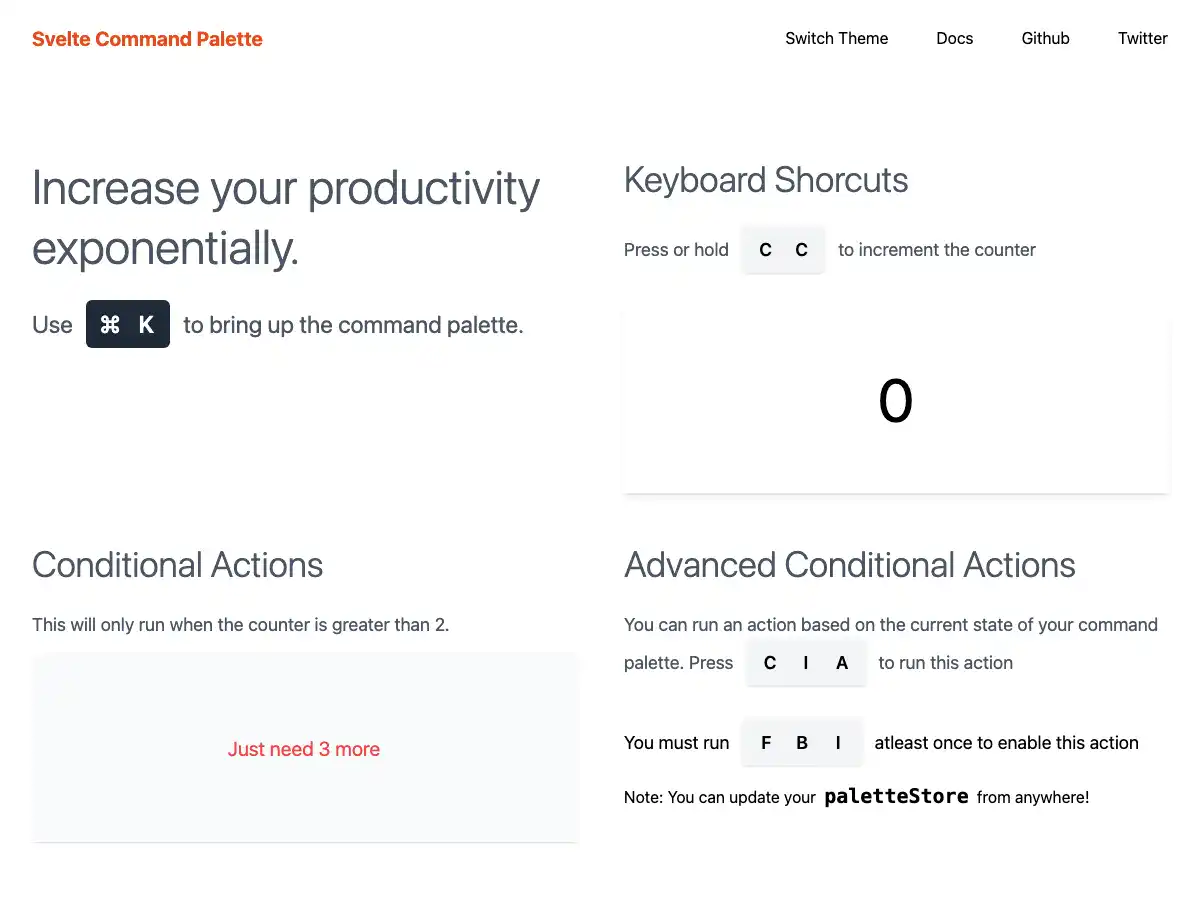 Svelte Command Palette
Switch Theme Docs Github Twitter
Increase your productivity
exponentially.
Use ⌘ K to bring up the command palette.
Keyboard Shorcuts
Press or hold C C to increment the counter
0
Conditional Actions
This will only run when the counter is greater than 2.
Just need 3 more
Advanced Conditional Actions
You can run an action based on the current state of your command
palette. Press C I A to run this action
You must run F B I atleast once to enable this action
Note: You can update your paletteStore from anywhere!